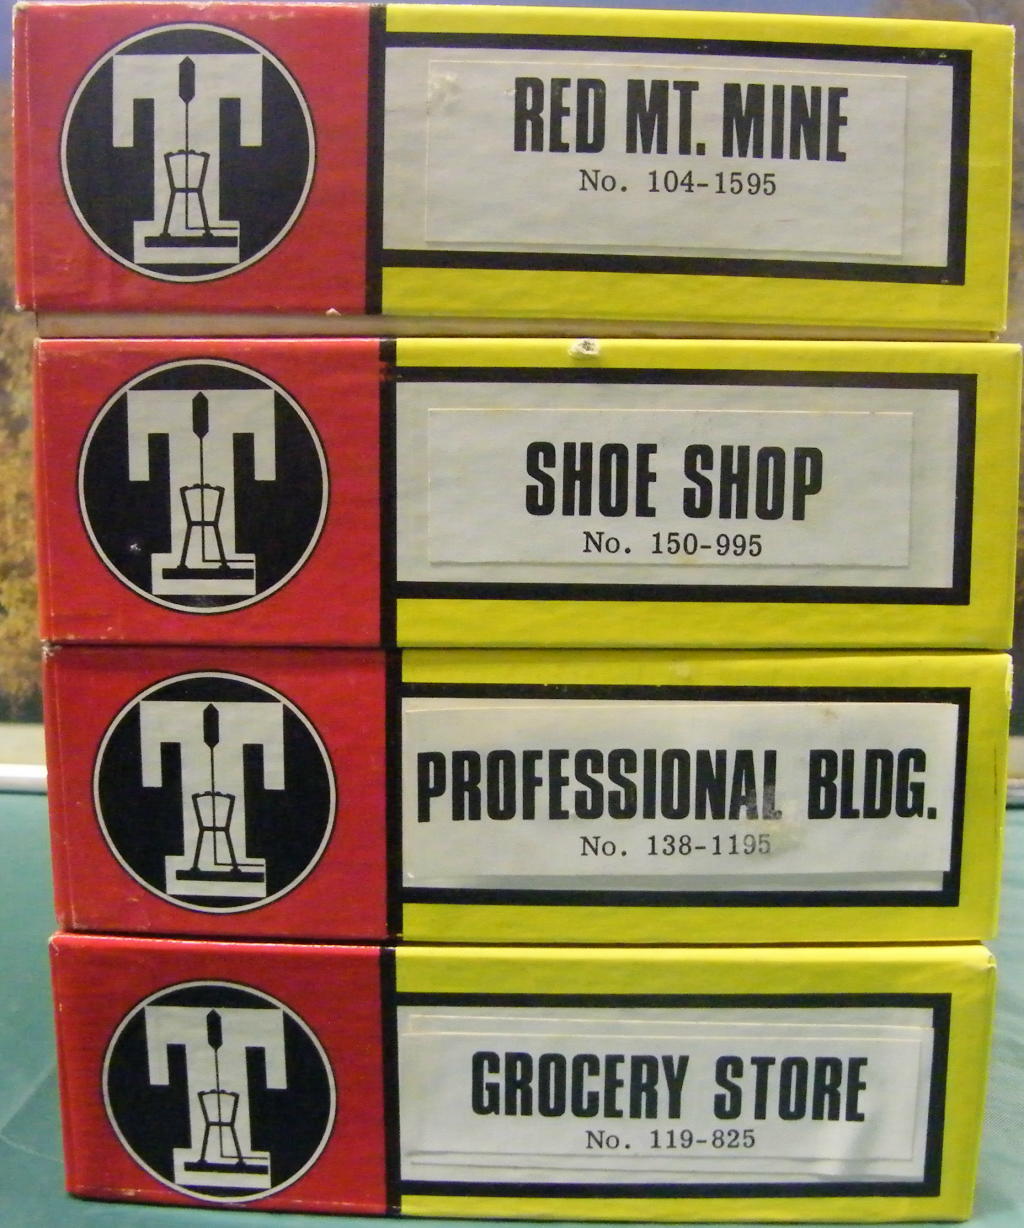 T
RED MT. MINE
No. 104-1595
T
SHOE SHOP
No. 150-995
T
PROFESSIONAL BLDG.
No. 138-1195
T
GROCERY STORE
No. 119-825